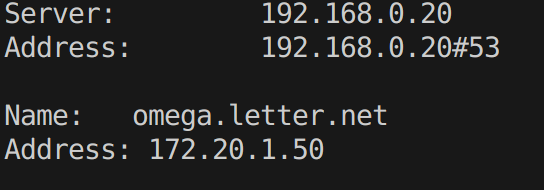 Server:		192.168.0.20
Address:	192.168.0.20#53

Name:	omega.letter.net
Address: 172.20.1.50